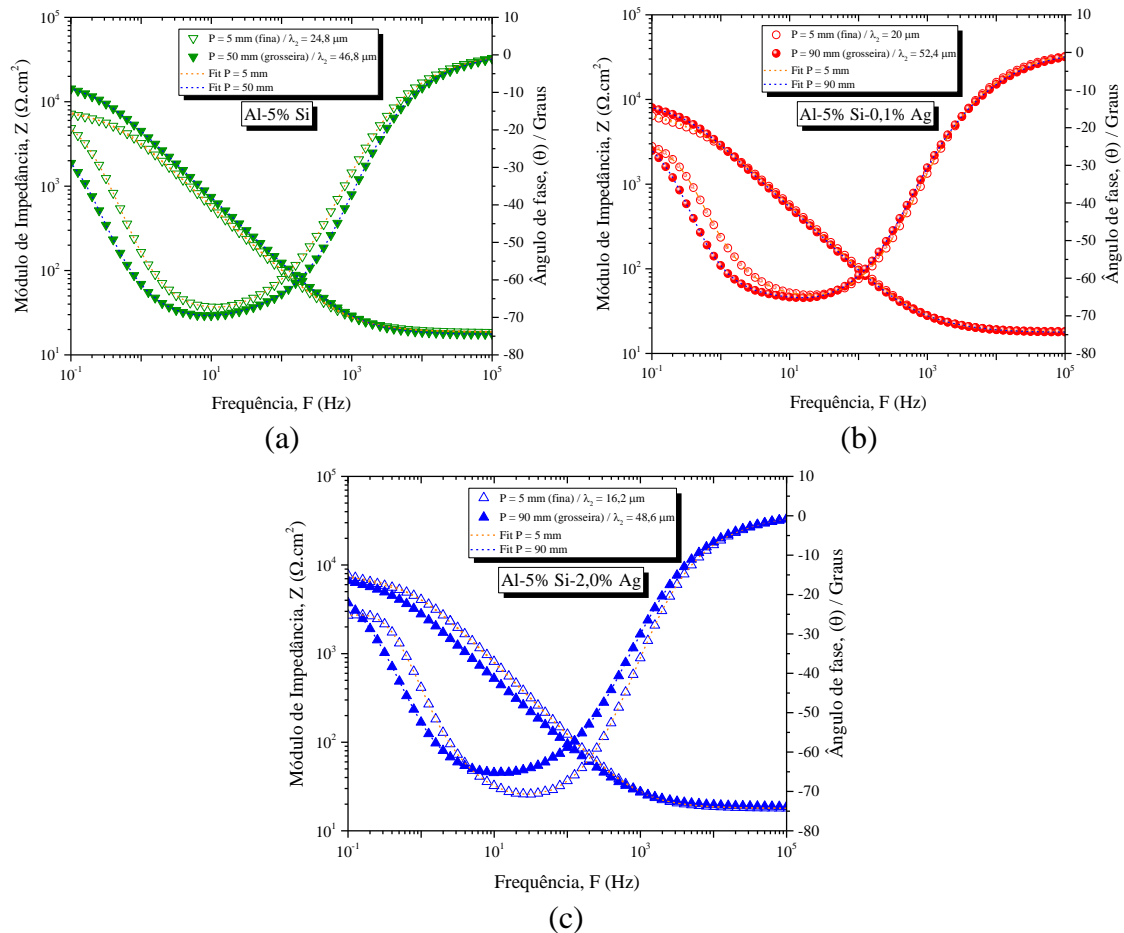 P = 5 mm (fina) / λ₂ = 24,8 μm
P = 50 mm (grosseira) / λ₂ = 46,8 μm
Fit P = 5 mm
Fit P = 50 mm
Al-5% Si
Módulo de Impedância, Z (Ω.cm²)
10⁵
10⁴
10³
10²
10¹
10
0
-10
-20
-30
-40
-50
-60
-70
-80
Ângulo de fase, (θ) / Graus
10⁻¹ 10¹ 10³ 10⁵
Frequência, F (Hz)
(a)
P = 5 mm (fina) / λ₂ = 20 μm
P = 90 mm (grosseira) / λ₂ = 52,4 μm
Fit P = 5 mm
Fit P = 90 mm
Al-5% Si-0,1% Ag
Módulo de Impedância, Z (Ω.cm²)
10⁵
10⁴
10³
10²
10¹
10
0
-10
-20
-30
-40
-50
-60
-70
-80
Ângulo de fase, (θ) / Graus
10⁻¹ 10¹ 10³ 10⁵
Frequência, F (Hz)
(b)
P = 5 mm (fina) / λ₂ = 16,2 μm
P = 90 mm (grosseira) / λ₂ = 48,6 μm
Fit P = 5 mm
Fit P = 90 mm
Al-5% Si-2,0% Ag
Módulo de Impedância, Z (Ω.cm²)
10⁵
10⁴
10³
10²
10¹
10
0
-10
-20
-30
-40
-50
-60
-70
-80
Ângulo de fase, (θ) / Graus
10⁻¹ 10¹ 10³ 10⁵
Frequência, F (Hz)
(c)